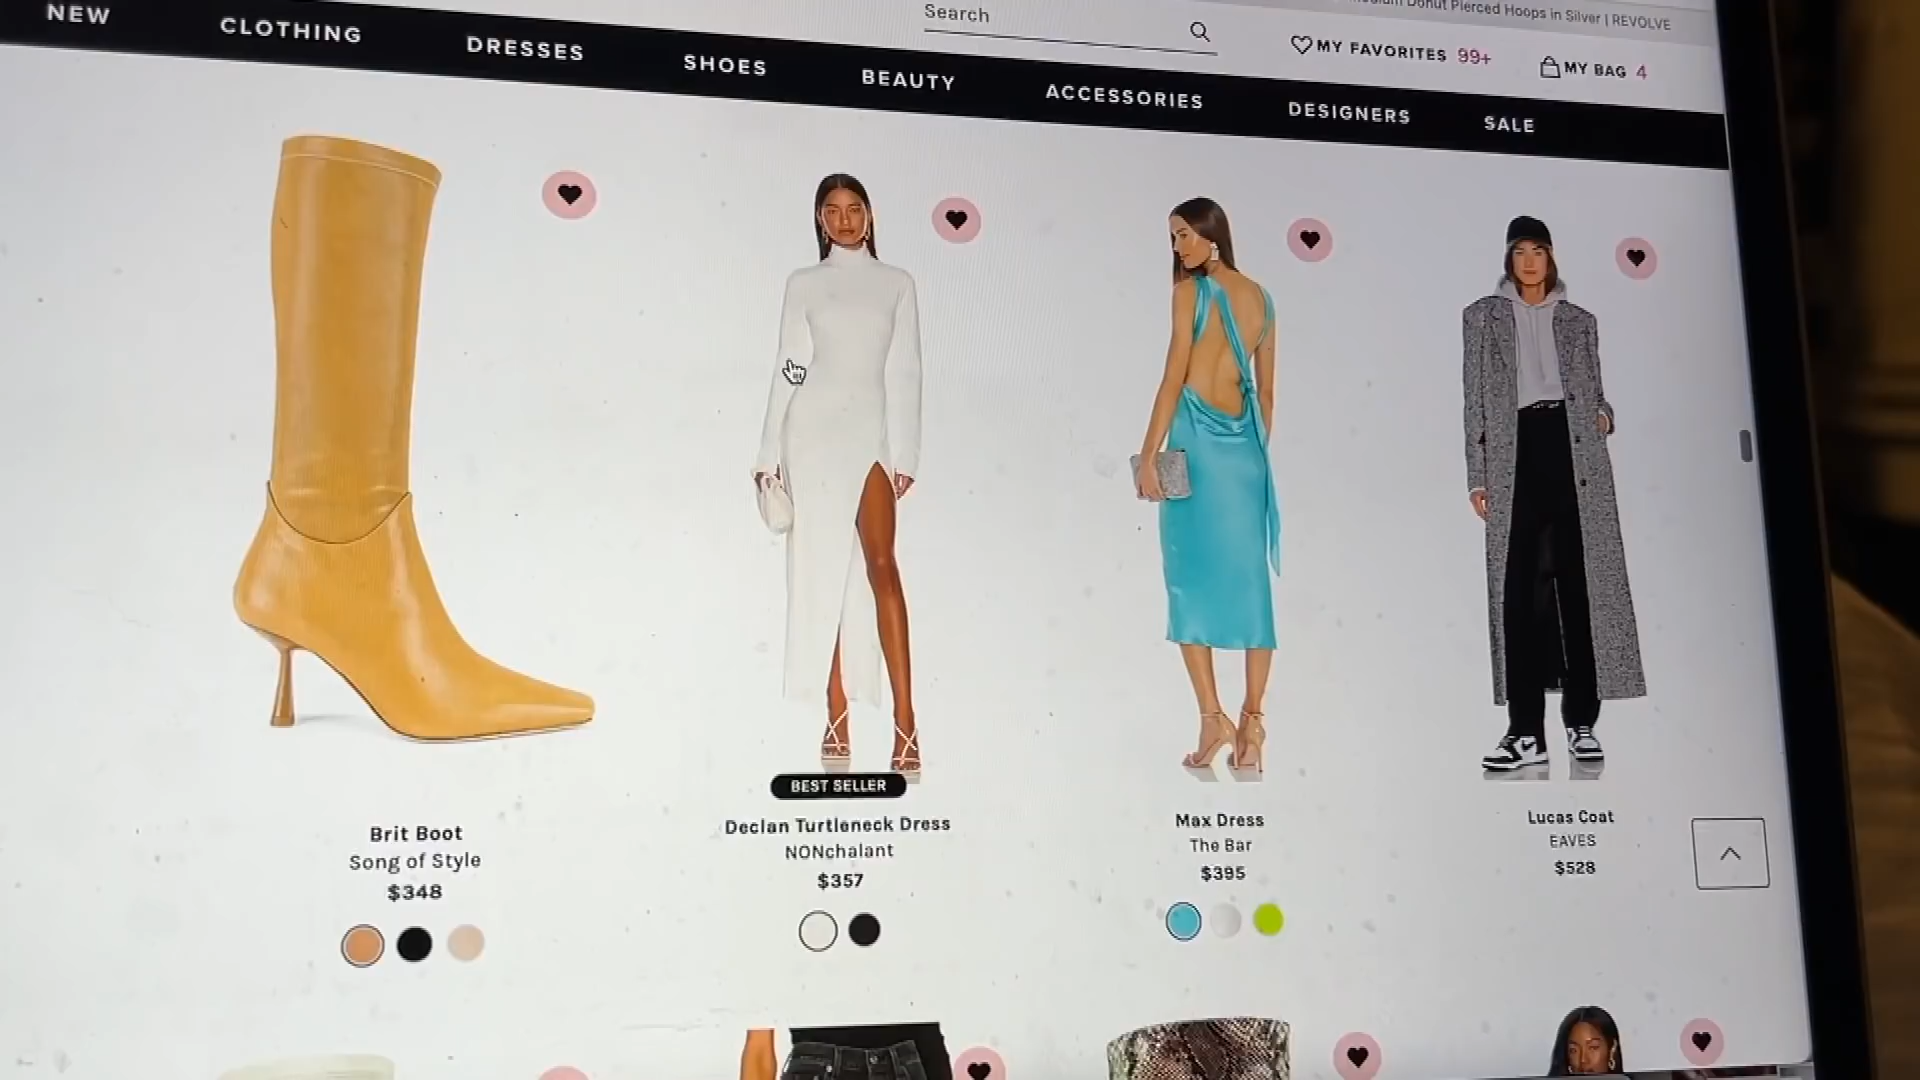 Donut Pierced Hoops in Silver | REVOLVE
Search
MY FAVORITES 99+
MY BAG 4
NEW
CLOTHING
DRESSES
SHOES
BEAUTY
ACCESSORIES
DESIGNERS
SALE
BEST SELLER
Brit Boot
Song of Style
$348
Declan Turtleneck Dress
NONchalant
$357
Max Dress
The Bar
$395
Lucas Coat
EAVES
$528